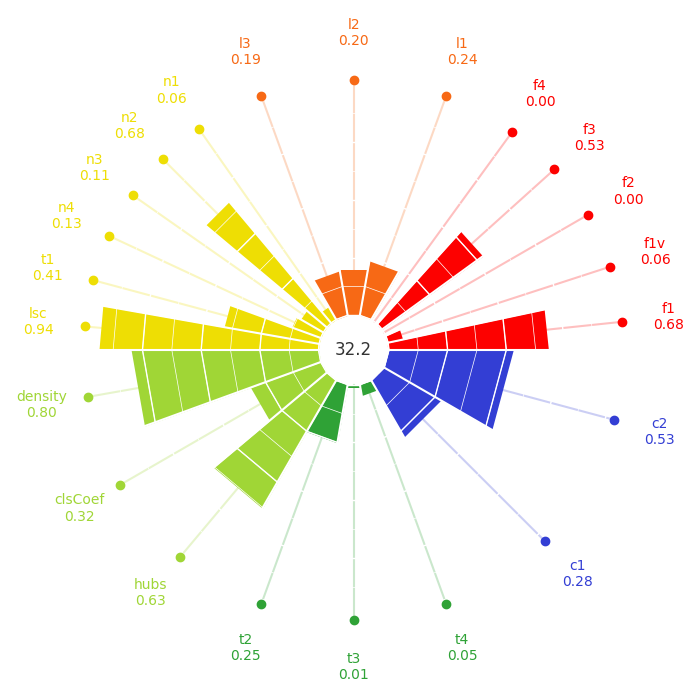 l2
0.20
l3
0.19
l1
0.24
n1
0.06
f4
0.00
n2
0.68
f3
0.53
n3
0.11
f2
0.00
n4
0.13
f1v
0.06
t1
0.41
lsc
0.94
f1
0.68
32.2
density
0.80
c2
0.53
clsCoef
0.32
hubs
0.63
c1
0.28
t2
0.25
t3
0.01
t4
0.05